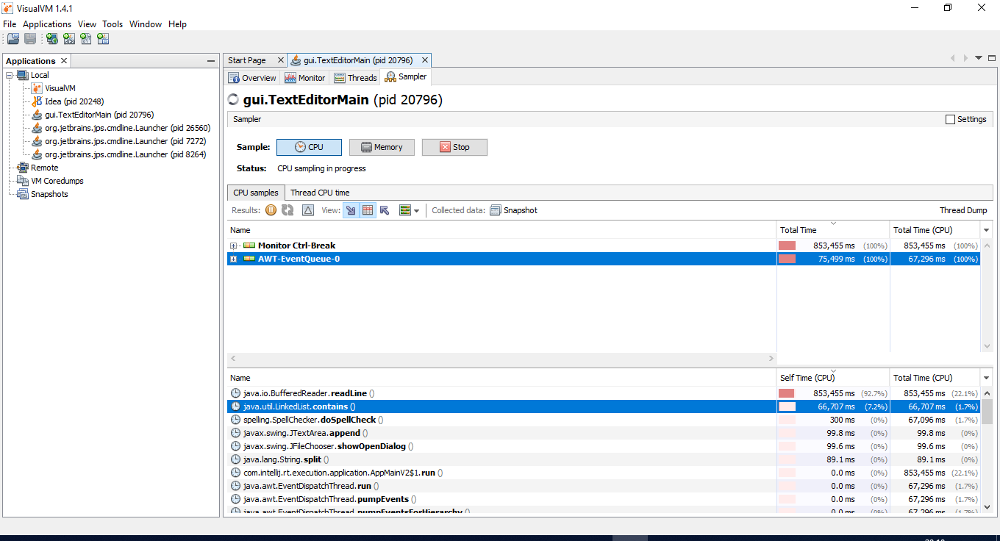 VisualVM 1.4.1
File Applications View Tools Window Help
Applications
Local
VisualVM
Idea (pid 20248)
gui.TextEditorMain (pid 20796)
org.jetbrains.jps.cmdline.Launcher (pid 26560)
org.jetbrains.jps.cmdline.Launcher (pid 7272)
org.jetbrains.jps.cmdline.Launcher (pid 8264)
Remote
VM Coredumps
Snapshots
Start Page gui.TextEditorMain (pid 20796)
Overview Monitor Threads Sampler
gui.TextEditorMain (pid 20796)
Sampler Settings
Sample: CPU Memory Stop
Status: CPU sampling in progress
CPU samples Thread CPU time
Results: View: Collected data: Snapshot Thread Dump
Name Total Time Total Time (CPU)
Monitor Ctrl-Break 853,455 ms (100%) 853,455 ms (100%)
AWT-EventQueue-0 75,499 ms (100%) 67,296 ms (100%)
Name Self Time (CPU) Total Time (CPU)
java.io.BufferedReader.readLine () 853,455 ms (92.7%) 853,455 ms (22.1%)
java.util.LinkedList.contains () 66,707 ms (7.2%) 66,707 ms (1.7%)
spelling.SpellChecker.doSpellCheck () 300 ms (0%) 67,096 ms (1.7%)
javax.swing.JTextArea.append () 99.8 ms (0%) 99.8 ms (0%)
javax.swing.JFileChooser.showOpenDialog () 99.6 ms (0%) 99.6 ms (0%)
java.lang.String.split () 89.1 ms (0%) 89.1 ms (0%)
com.intellij.rt.execution.application.AppMainV2$1.run () 0.0 ms (0%) 853,455 ms (22.1%)
java.awt.EventDispatchThread.run () 0.0 ms (0%) 67,296 ms (1.7%)
java.awt.EventDispatchThread.pumpEvents () 0.0 ms (0%) 67,296 ms (1.7%)
java.awt.EventDispatchThread.pumpEventsForHierarchy () 0.0 ms (0%) 67,296 ms (1.7%)